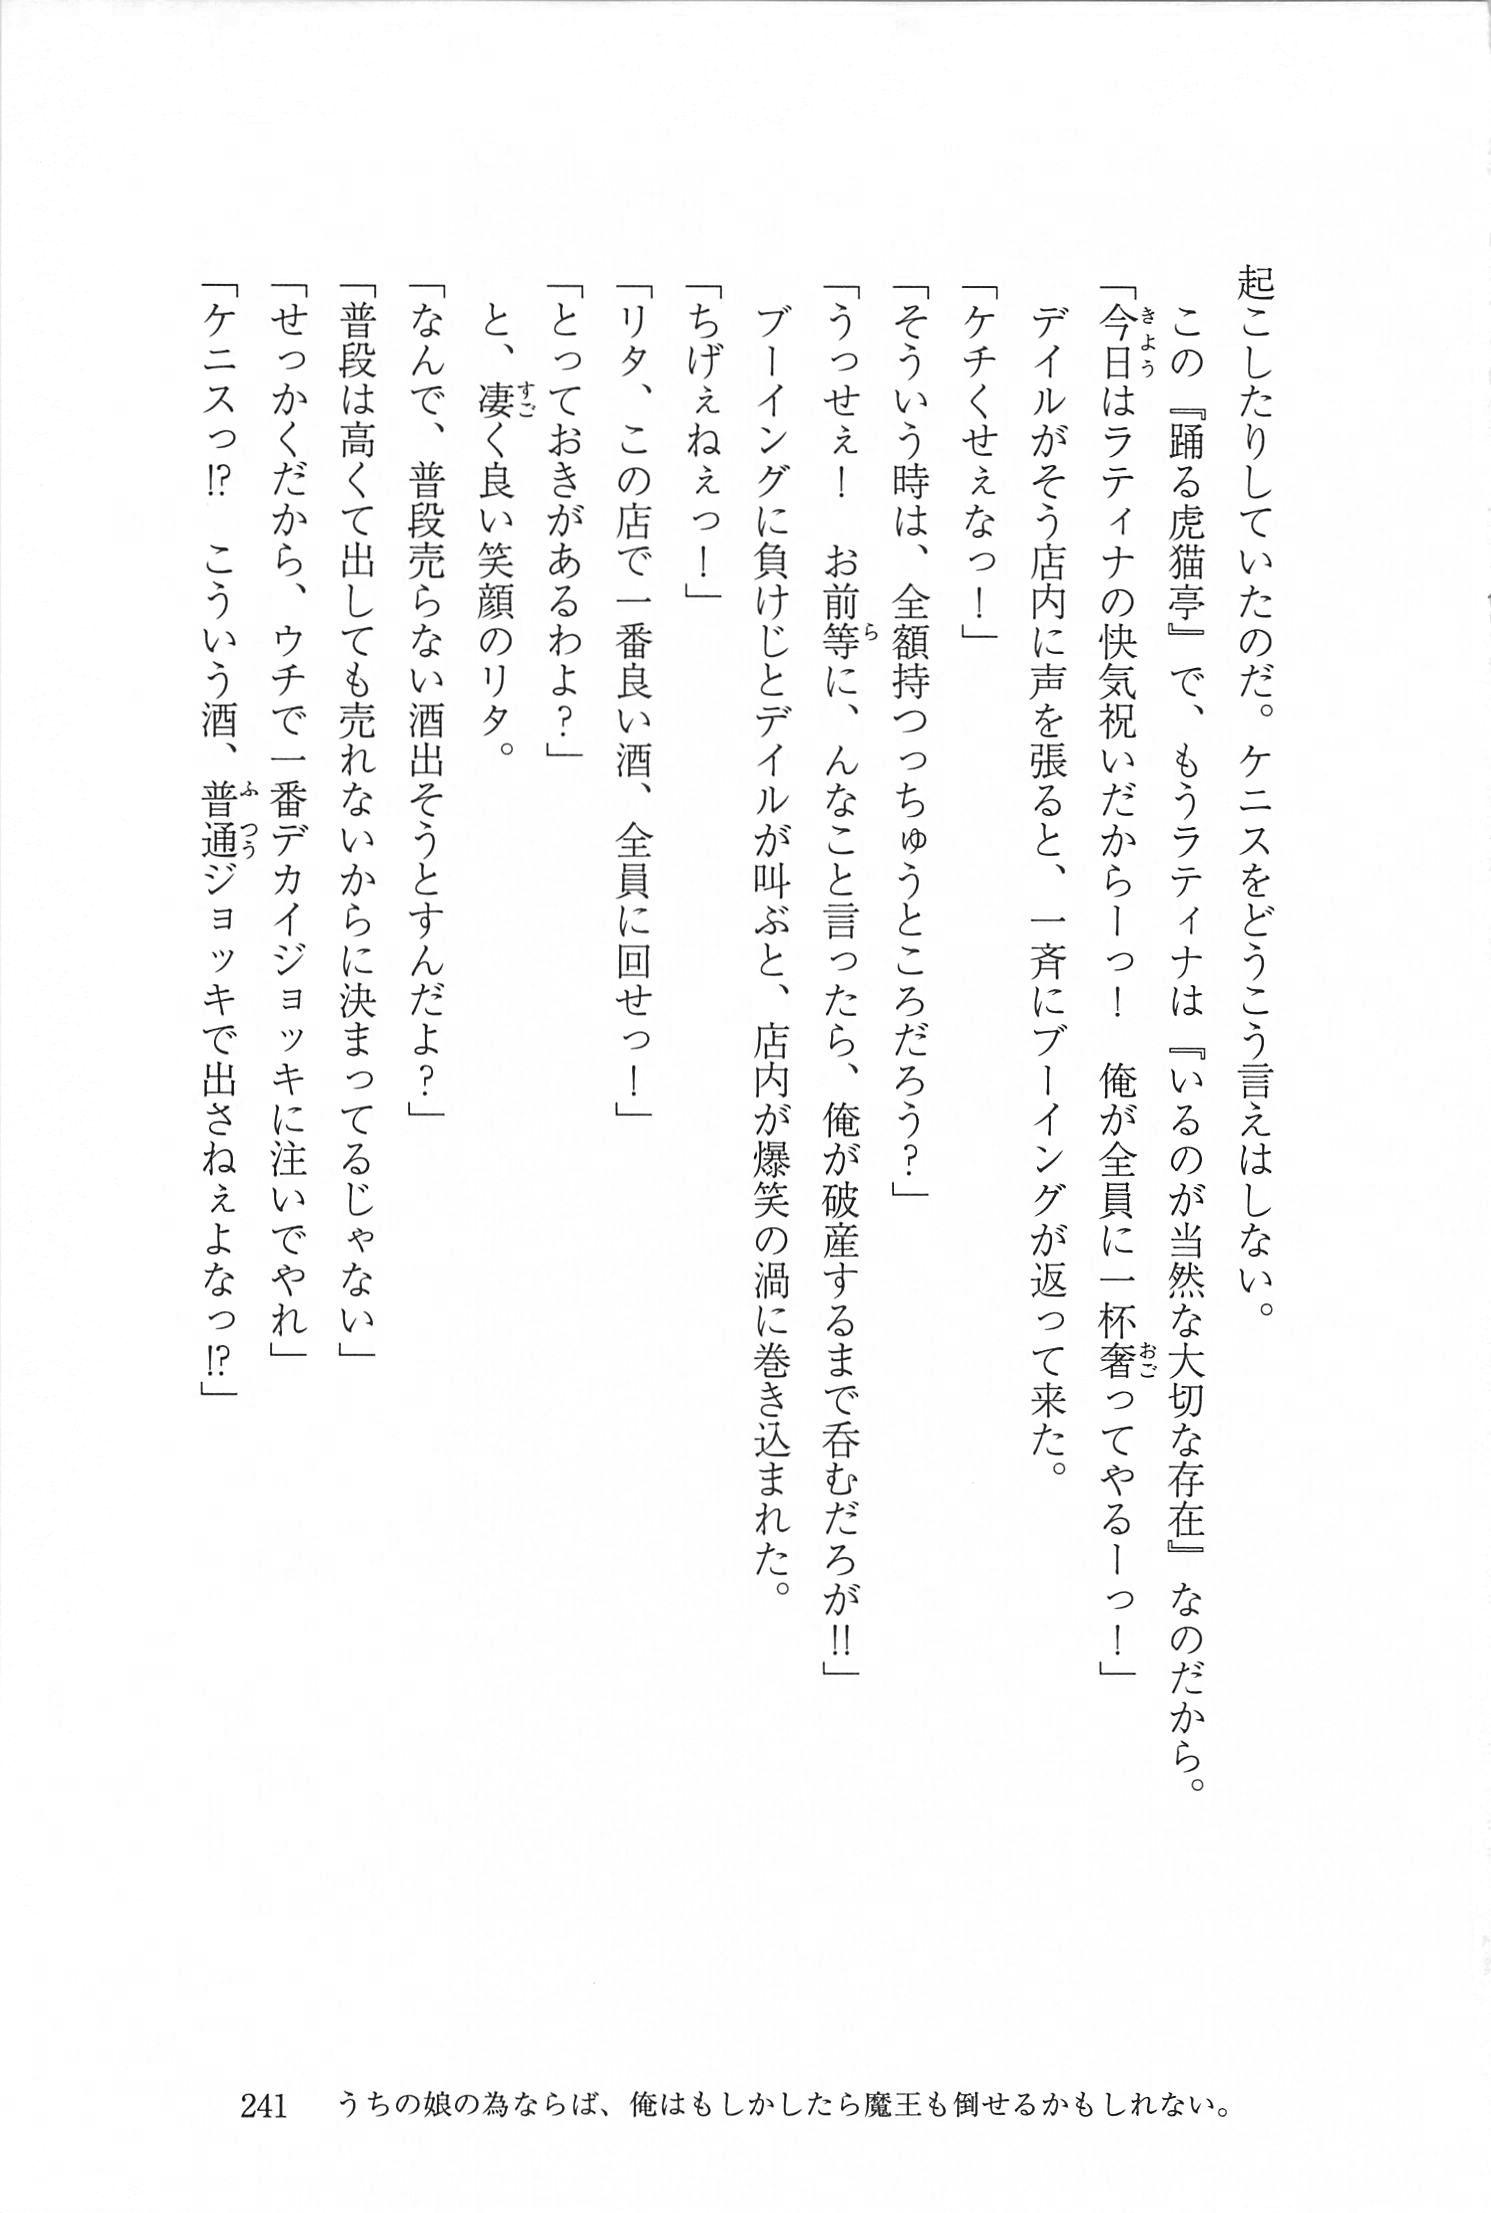 起こしたりしていたのだ。ケニスをどうこう言えはしない。
　この『踊る虎猫亭』で、もうラティナは『いるのが当然な大切な存在』なのだから。
「今日はラティナの快気祝いだからーっ！　俺が全員に一杯奢ってやるーっ！」
　デイルがそう店内に声を張ると、一斉にブーイングが返って来た。
「ケチくせぇなっ！」
「そういう時は、全額持つっちゅうところだろう？」
「うっせぇ！　お前等に、んなこと言ったら、俺が破産するまで呑むだろが!!」
　ブーイングに負けじとデイルが叫ぶと、店内が爆笑の渦に巻き込まれた。
「ちげぇねぇっ！」
「リタ、この店で一番良い酒、全員に回せっ！」
「とっておきがあるわよ？」
　と、凄く良い笑顔のリタ。
「なんで、普段売らない酒出そうとすんだよ？」
「普段は高くて出しても売れないからに決まってるじゃない」
「せっかくだから、ウチで一番デカイジョッキに注いでやれ」
「ケニスっ!?　こういう酒、普通ジョッキで出さねぇよなっ!?」
241　うちの娘の為ならば、俺はもしかしたら魔王も倒せるかもしれない。